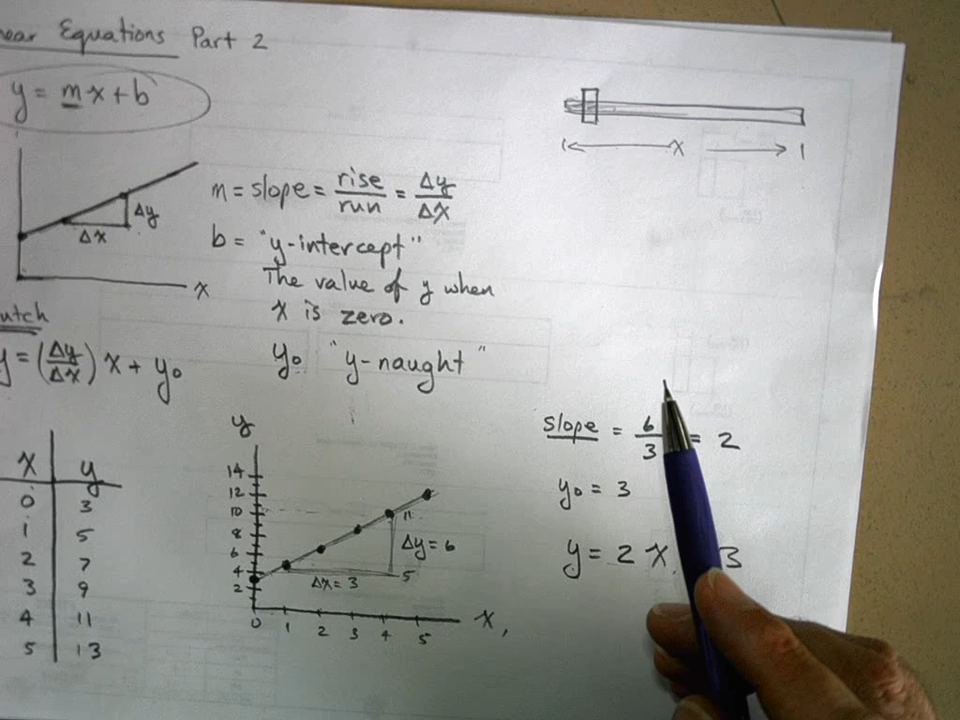 near Equations Part 2
y = mx + b
m = slope = rise/run = Δy/Δx
Δy
Δx
x
b = "y-intercept"
The value of y when
x is zero.
utch
y = (Δy/Δx) x + y₀
y₀ "y-naught"
x y
0 3
1 5
2 7
3 9
4 11
5 13
y
14
12
10
8
6
4
2
11
Δy = 6
Δx = 3
5
0 1 2 3 4 5
x,
x
slope = 6/3 = 2
y₀ = 3
y = 2x 3